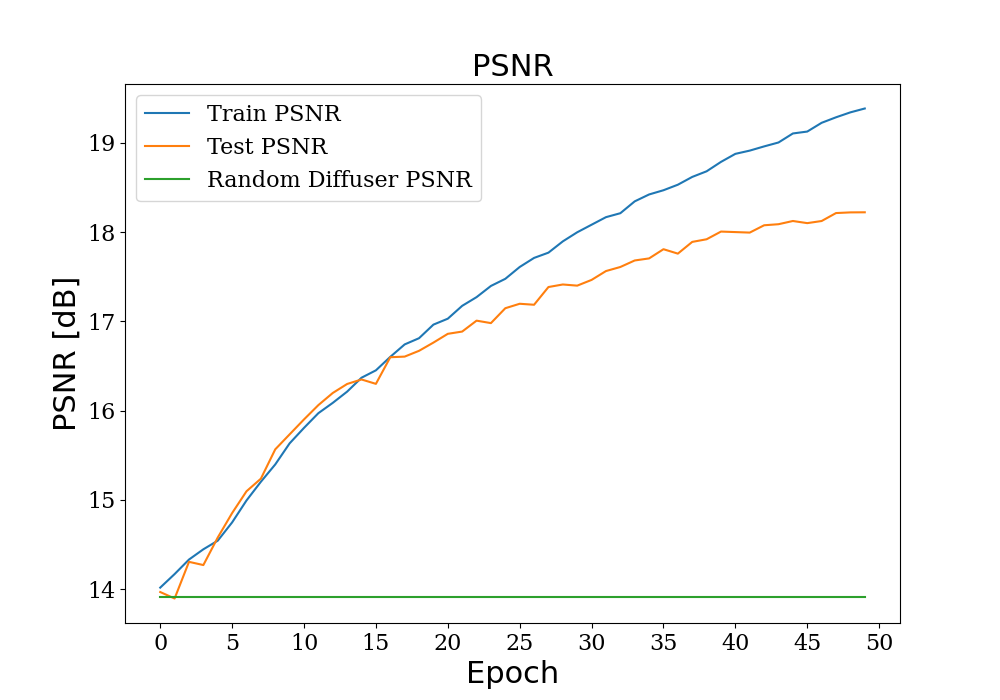 PSNR
Train PSNR
Test PSNR
Random Diffuser PSNR
PSNR [dB]
19
18
17
16
15
14
0 5 10 15 20 25 30 35 40 45 50
Epoch